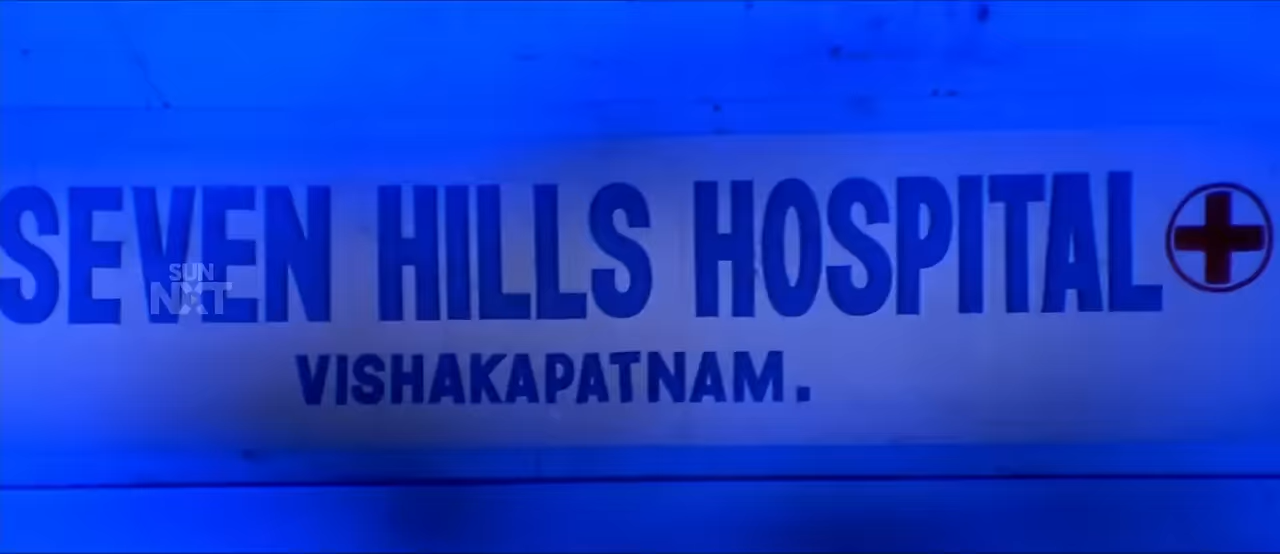 SEVEN HILLS HOSPITAL
SUN
NXT
VISHAKAPATNAM.